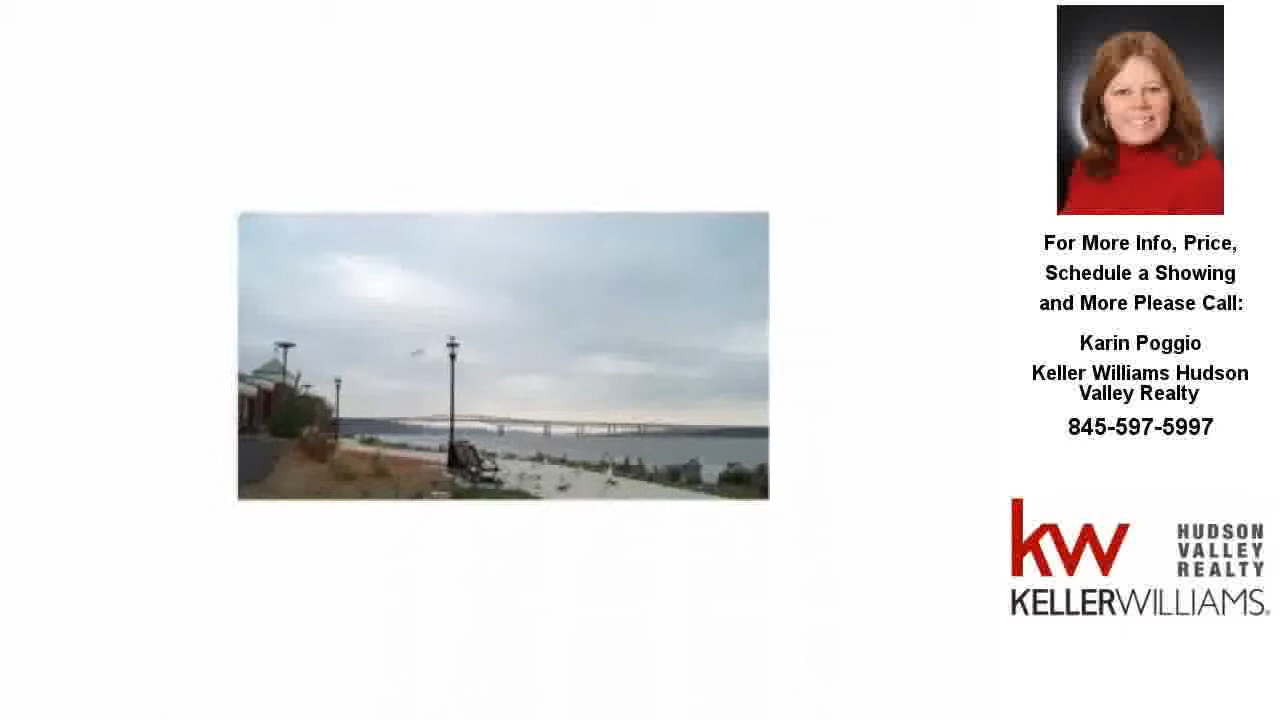 For More Info, Price,
Schedule a Showing
and More Please Call:
Karin Poggio
Keller Williams Hudson
Valley Realty
845-597-5997
kw
HUDSON
VALLEY
REALTY
KELLERWILLIAMS.